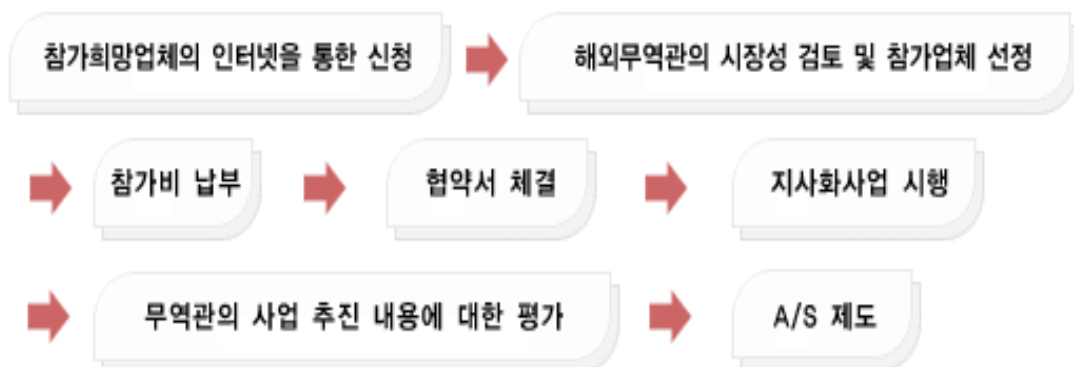 참가희망업체의 인터넷을 통한 신청
해외무역관의 시장성 검토 및 참가업체 선정
참가비 납부
협약서 체결
지사화사업 시행
무역관의 사업 추진 내용에 대한 평가
A/S 제도